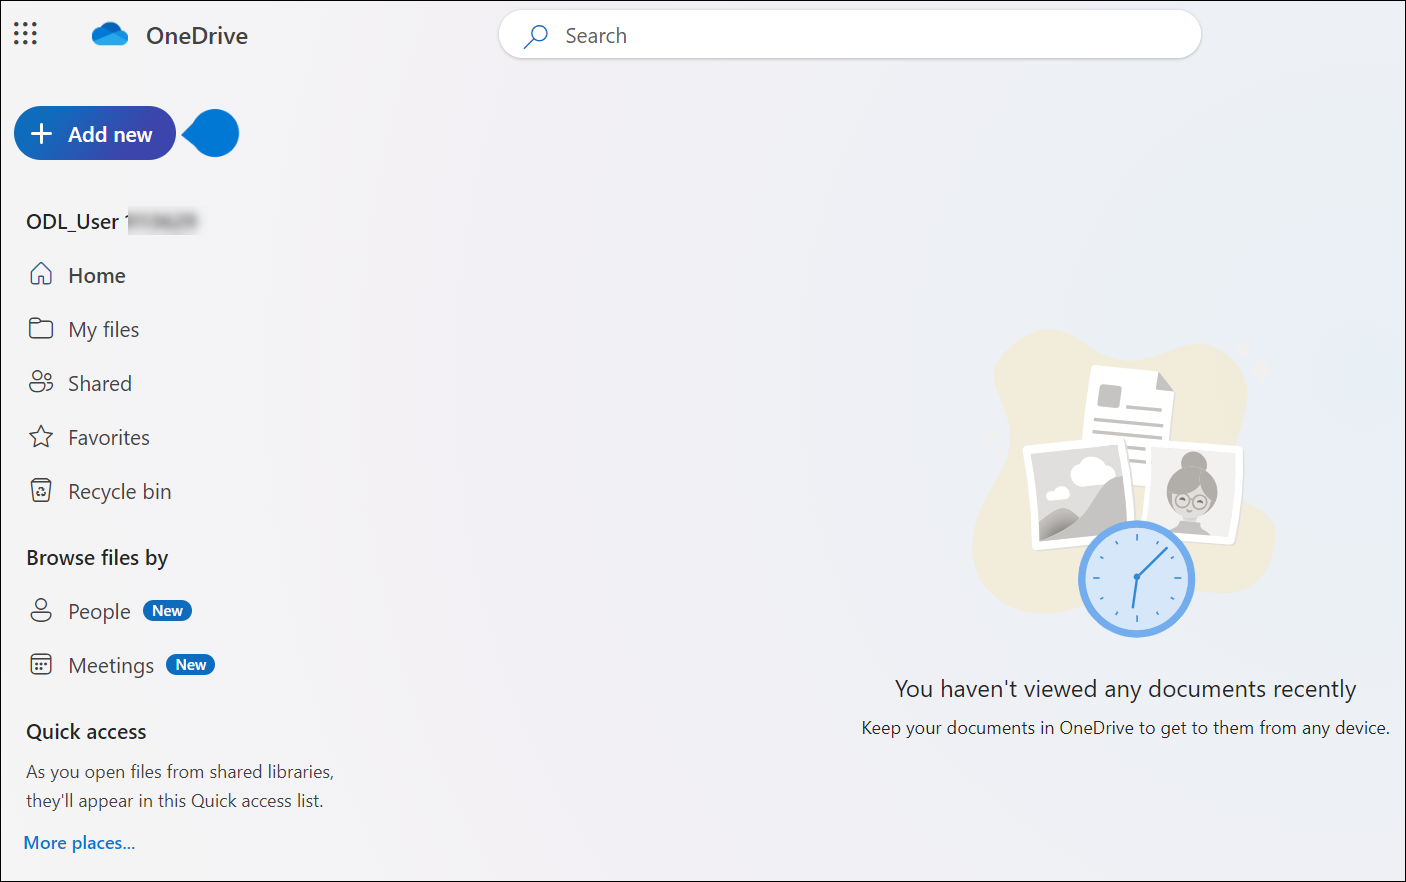 OneDrive
Search
Add new
ODL_User
Home
My files
Shared
Favorites
Recycle bin
Browse files by
People New
Meetings New
Quick access
As you open files from shared libraries,
they'll appear in this Quick access list.
More places...
You haven't viewed any documents recently
Keep your documents in OneDrive to get to them from any device.